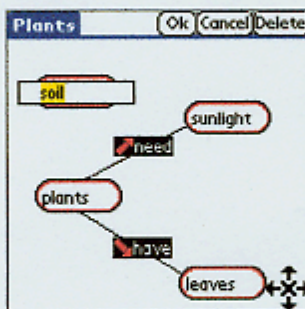 Plants
Ok Cancel Delete
soil
sunlight
need
plants
have
leaves